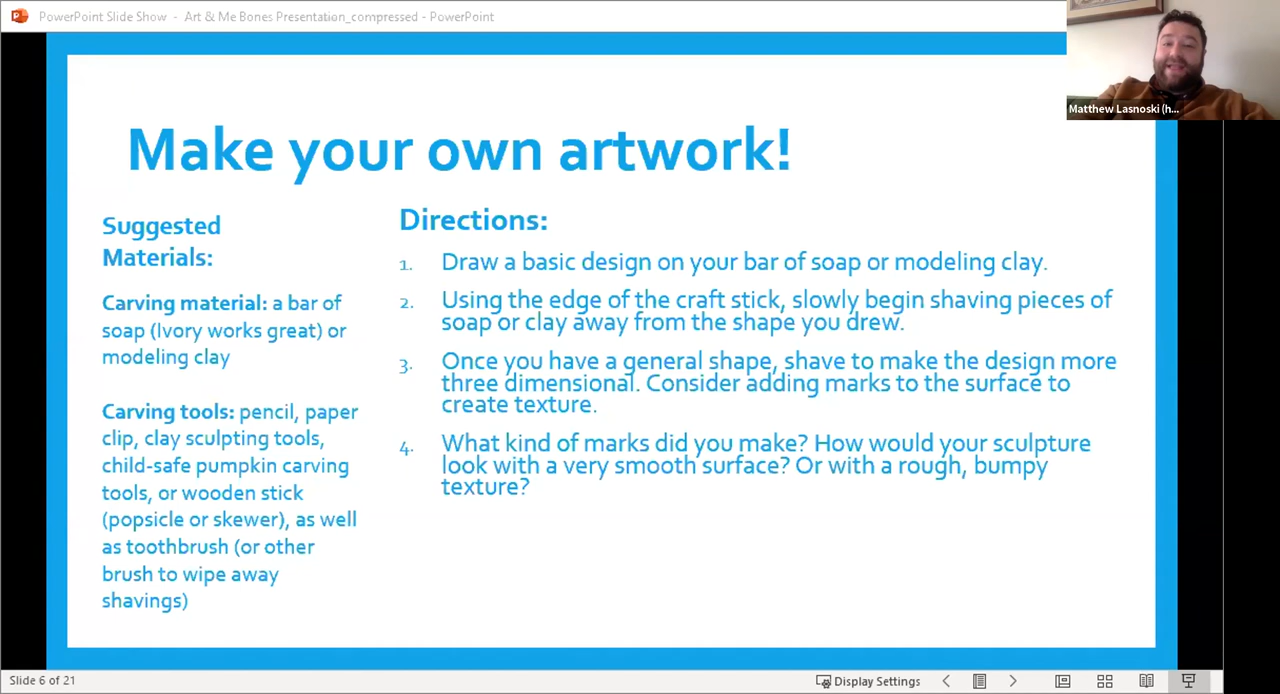 PowerPoint Slide Show - Art & Me Bones Presentation_compressed - PowerPoint
Matthew Lasnoski (h...
Make your own artwork!
Suggested
Materials:
Carving material: a bar of
soap (Ivory works great) or
modeling clay
Carving tools: pencil, paper
clip, clay sculpting tools,
child-safe pumpkin carving
tools, or wooden stick
(popsicle or skewer), as well
as toothbrush (or other
brush to wipe away
shavings)
Directions:
1. Draw a basic design on your bar of soap or modeling clay.
2. Using the edge of the craft stick, slowly begin shaving pieces of
soap or clay away from the shape you drew.
3. Once you have a general shape, shave to make the design more
three dimensional. Consider adding marks to the surface to
create texture.
4. What kind of marks did you make? How would your sculpture
look with a very smooth surface? Or with a rough, bumpy
texture?
Slide 6 of 21
Display Settings